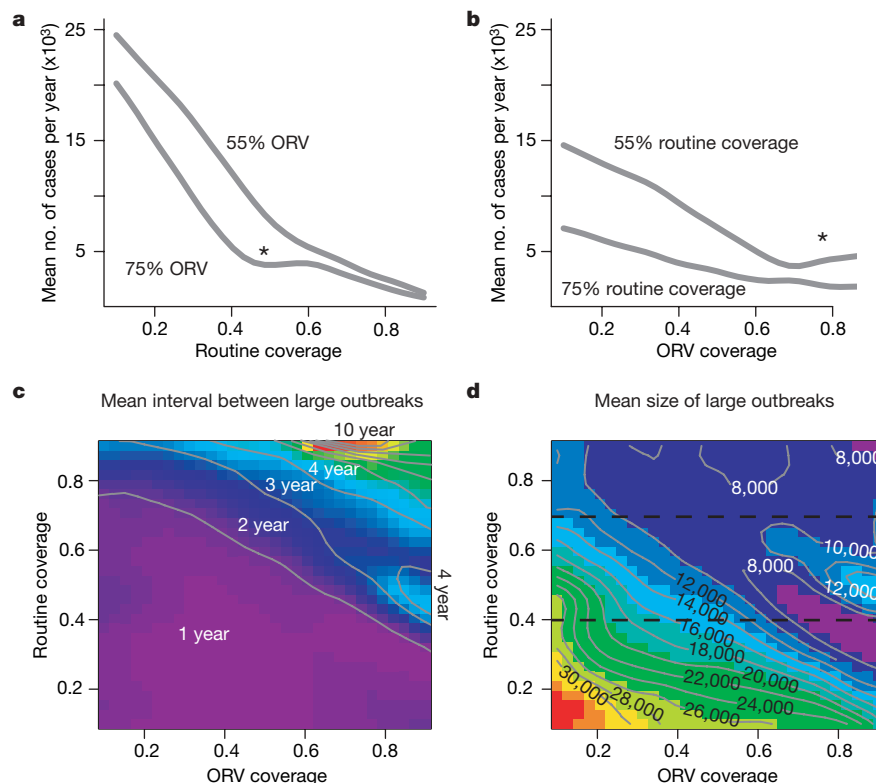 a
Mean no. of cases per year (x10³)
25
15
5
55% ORV
75% ORV
*
0.2 0.4 0.6 0.8
Routine coverage
b
Mean no. of cases per year (x10³)
25
15
5
55% routine coverage
*
75% routine coverage
0.2 0.4 0.6 0.8
ORV coverage
c
Mean interval between large outbreaks
10 year
4 year
3 year
2 year
4 year
1 year
Routine coverage
0.8
0.6
0.4
0.2
0.2 0.4 0.6 0.8
ORV coverage
d
Mean size of large outbreaks
8,000
8,000
10,000
8,000
12,000
12,000
14,000
16,000
18,000
20,000
22,000
24,000
30,000
28,000
26,000
Routine coverage
0.8
0.6
0.4
0.2
0.2 0.4 0.6 0.8
ORV coverage